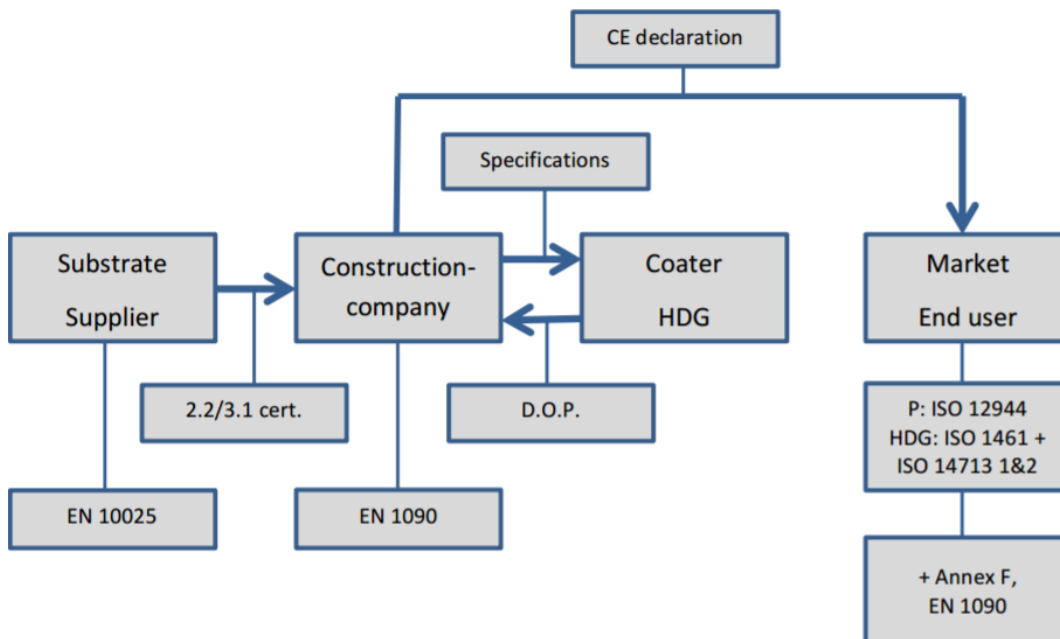 CE declaration
Specifications
Substrate
Supplier
Construction-
company
Coater
HDG
Market
End user
2.2/3.1 cert.
D.O.P.
P: ISO 12944
HDG: ISO 1461 +
ISO 14713 1&2
EN 10025
EN 1090
+ Annex F,
EN 1090